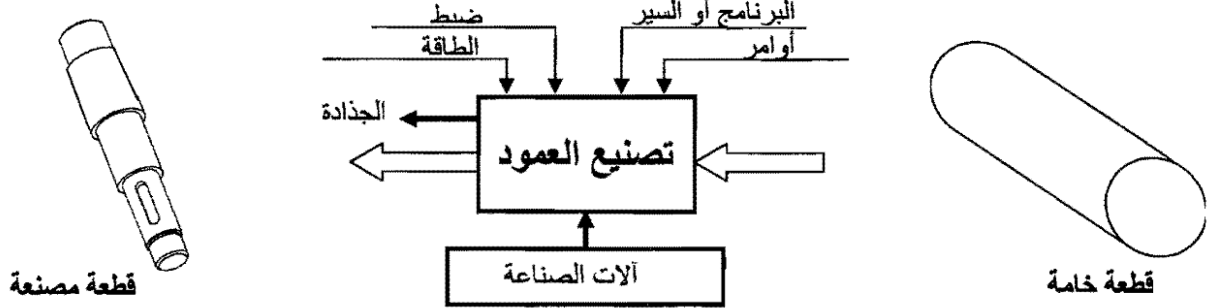 البرنامج أو السير
ضبط
أوامر
الطاقة
الجذاذة
تصنيع العمود
آلات الصناعة
قطعة خامة
قطعة مصنعة